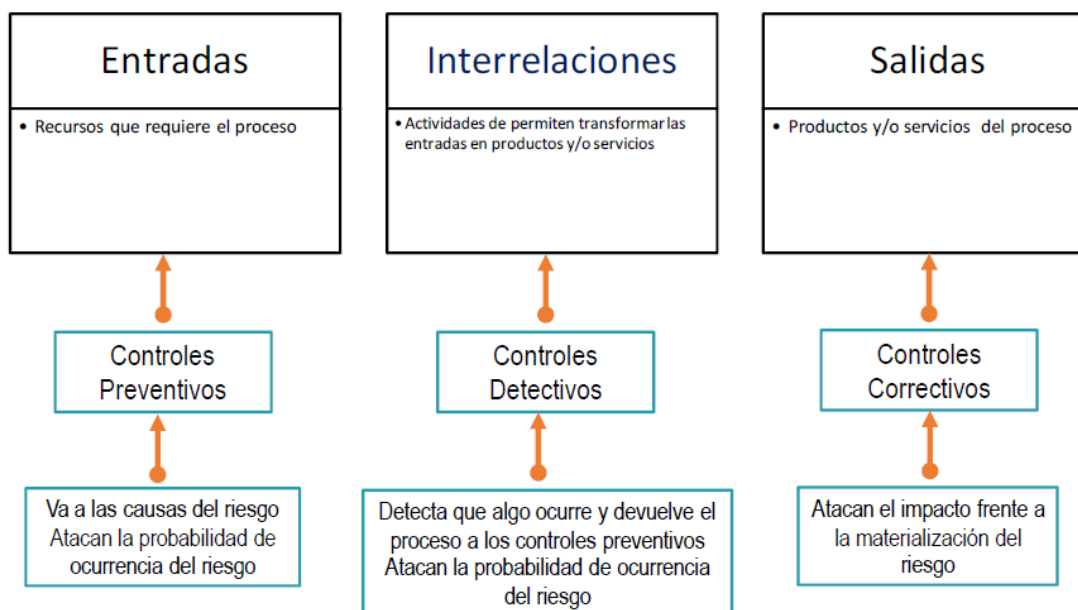 Entradas
• Recursos que requiere el proceso
Interrelaciones
• Actividades de permiten transformar las
entradas en productos y/o servicios
Salidas
• Productos y/o servicios del proceso
Controles
Preventivos
Controles
Detectivos
Controles
Correctivos
Va a las causas del riesgo
Atacan la probabilidad de
ocurrencia del riesgo
Detecta que algo ocurre y devuelve el
proceso a los controles preventivos
Atacan la probabilidad de ocurrencia
del riesgo
Atacan el impacto frente a
la materialización del
riesgo